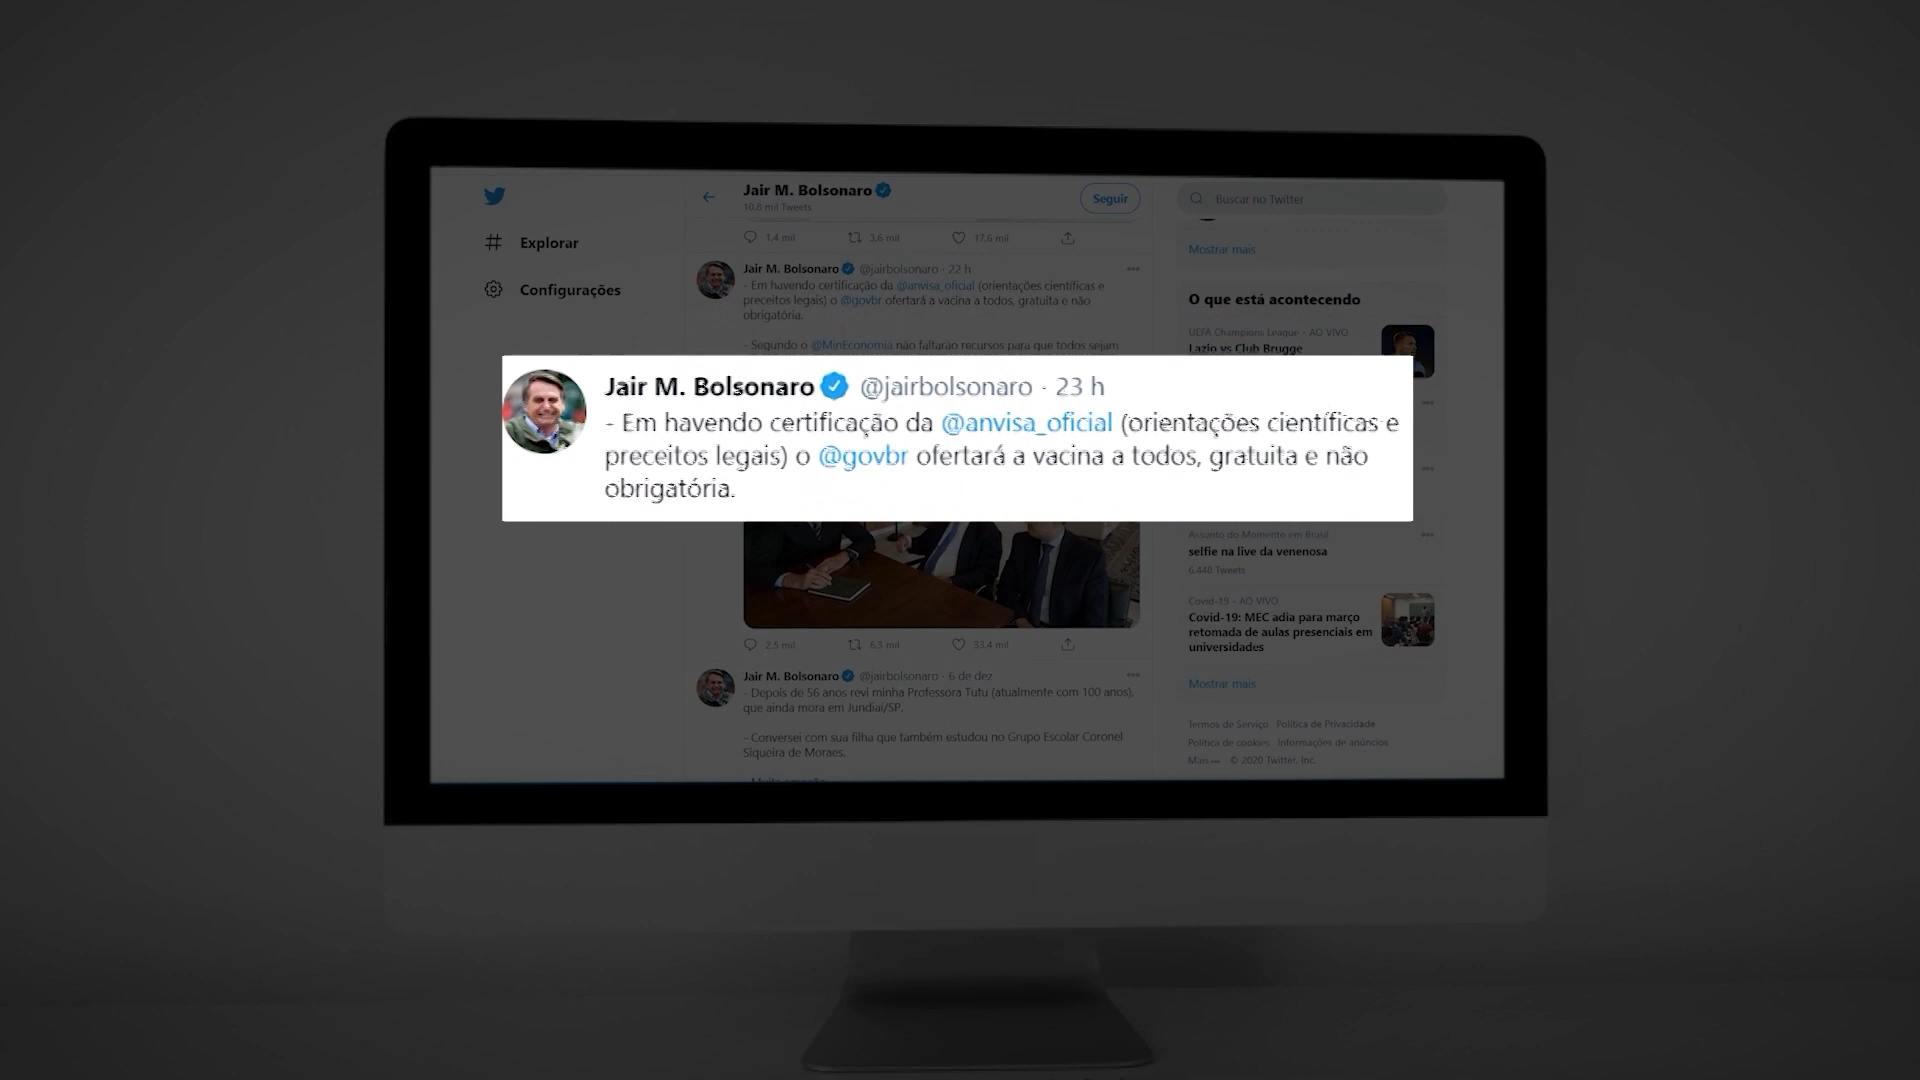 Jair M. Bolsonaro
10.8 mil Tweets
Seguir
Buscar no Twitter
Explorar
Configurações
1.4 mil 3.6 mil 17.6 mil
Jair M. Bolsonaro @jairbolsonaro · 22 h
- Em havendo certificação da @anvisa_oficial (orientações científicas e
preceitos legais) o @govbr ofertará a vacina a todos, gratuita e não
obrigatória.
- Segundo o @MinEconomia não faltarão recursos para que todos sejam
Jair M. Bolsonaro @jairbolsonaro · 23 h
- Em havendo certificação da @anvisa_oficial (orientações científicas e
preceitos legais) o @govbr ofertará a vacina a todos, gratuita e não
obrigatória.
2.5 mil 6.3 mil 33.4 mil
Jair M. Bolsonaro @jairbolsonaro · 6 de dez
- Depois de 56 anos revi minha Professora Tutu (atualmente com 100 anos),
que ainda mora em Jundiaí/SP.
- Conversei com sua filha que também estudou no Grupo Escolar Coronel
Siqueira de Moraes.
Mostrar mais
O que está acontecendo
UEFA Champions League · AO VIVO
Lazio vs Club Brugge
Assunto do Momento em Brasil
selfie na live da venenosa
6.440 Tweets
Covid-19 · AO VIVO
Covid-19: MEC adia para março
retomada de aulas presenciais em
universidades
Mostrar mais
Termos de Serviço Política de Privacidade
Política de cookies Informações de anúncios
Mais ··· © 2020 Twitter, Inc.